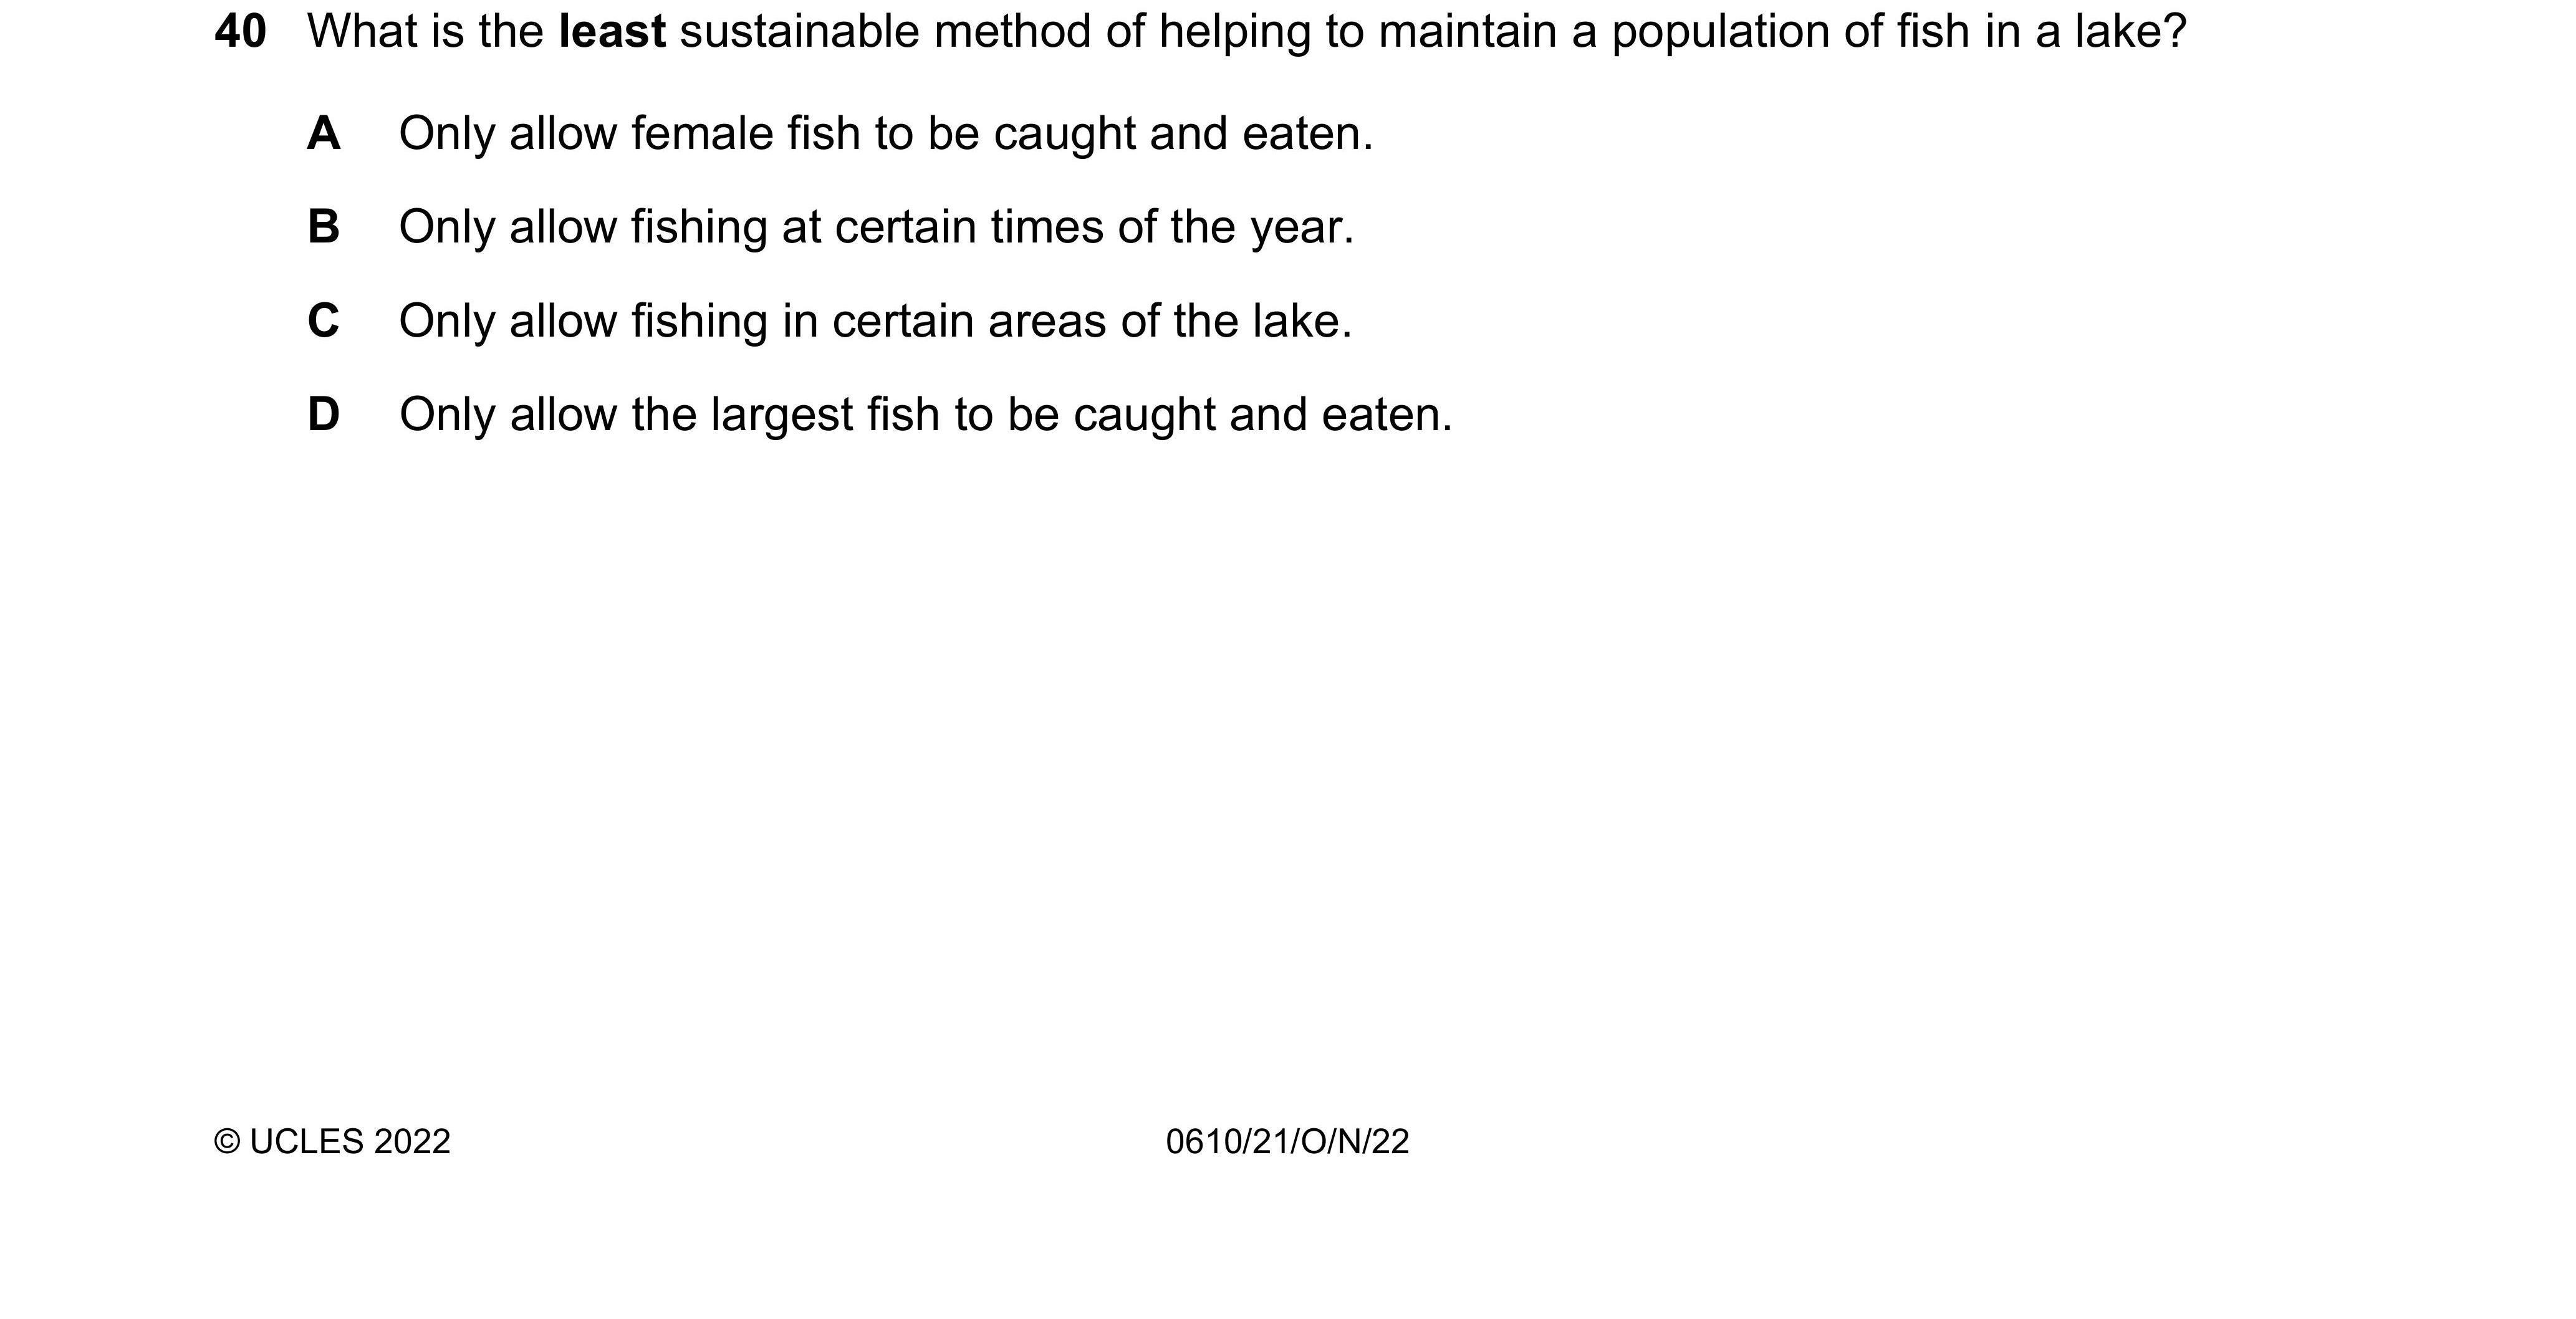 40 What is the least sustainable method of helping to maintain a population of fish in a lake?
A Only allow female fish to be caught and eaten.
B Only allow fishing at certain times of the year.
C Only allow fishing in certain areas of the lake.
D Only allow the largest fish to be caught and eaten.
© UCLES 2022 0610/21/O/N/22